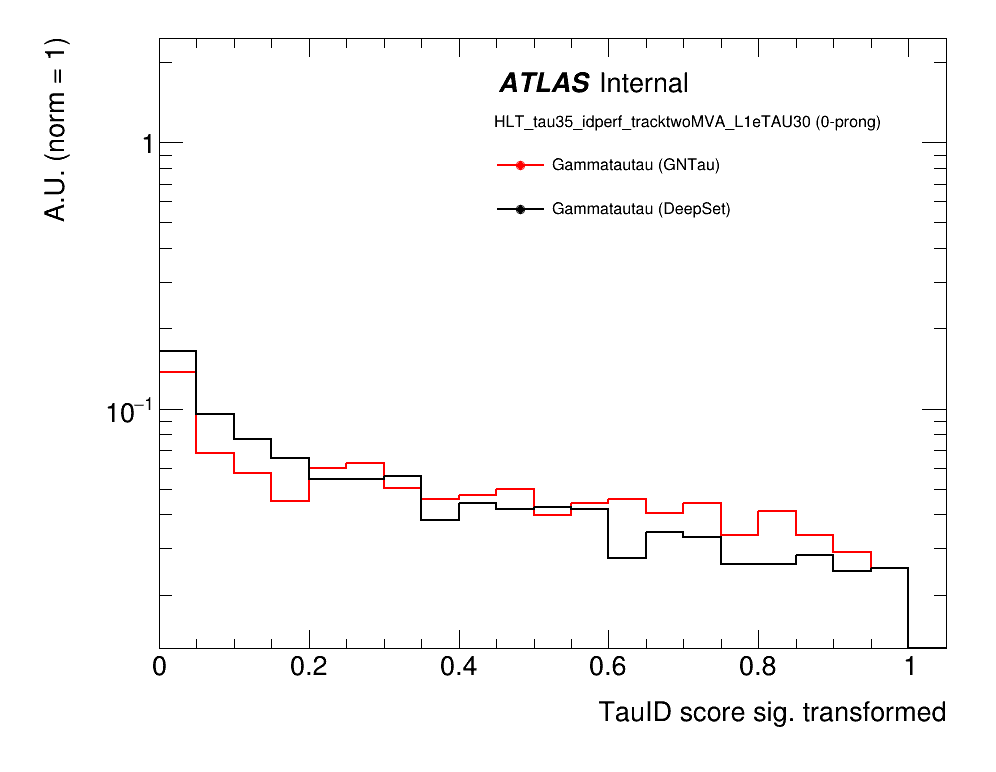 A.U. (norm = 1)
ATLAS Internal
HLT_tau35_idperf_tracktwoMVA_L1eTAU30 (0-prong)
Gammatautau (GNTau)
Gammatautau (DeepSet)
1
10⁻¹
0 0.2 0.4 0.6 0.8 1
TauID score sig. transformed